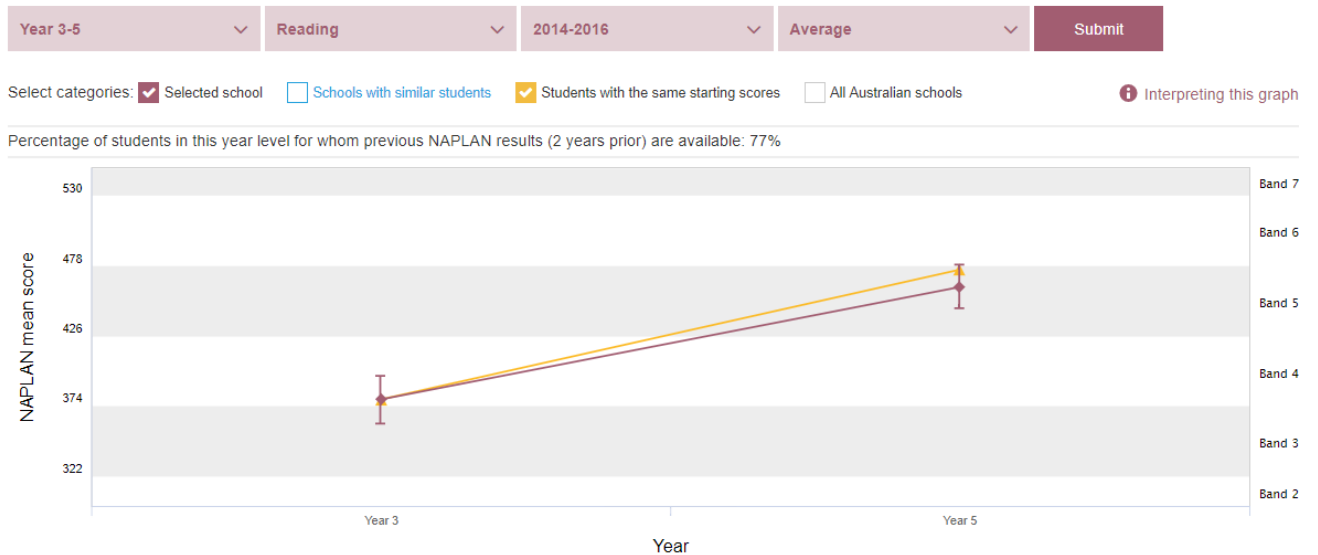 Year 3-5 Reading 2014-2016 Average Submit
Select categories: Selected school Schools with similar students Students with the same starting scores All Australian schools Interpreting this graph
Percentage of students in this year level for whom previous NAPLAN results (2 years prior) are available: 77%
530 Band 7
Band 6
478
Band 5
426
Band 4
374
Band 3
322
Band 2
NAPLAN mean score
Year 3 Year 5
Year